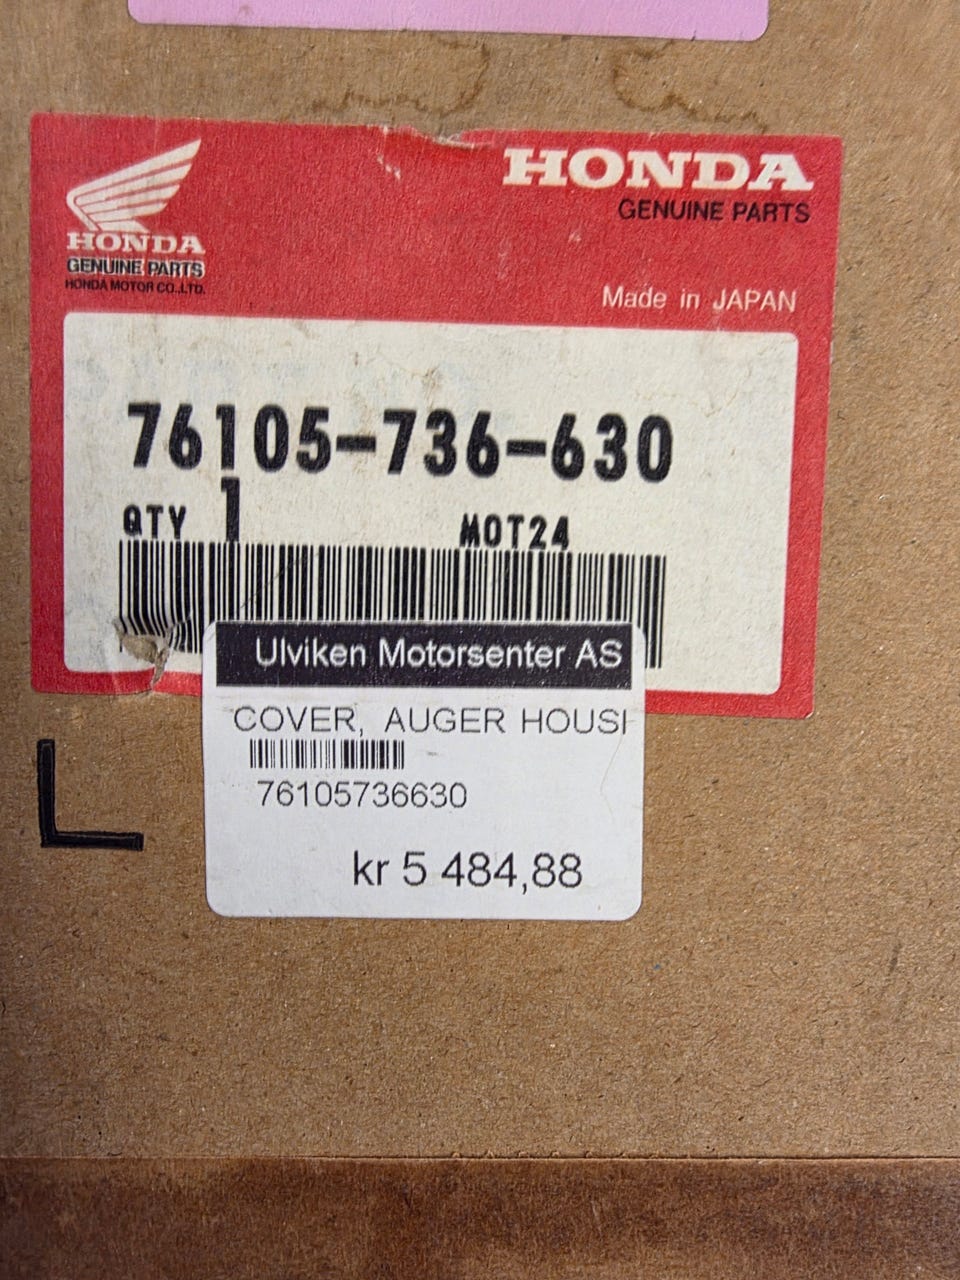 HONDA
GENUINE PARTS
HONDA
GENUINE PARTS
HONDA MOTOR CO.,LTD.
Made in JAPAN
76105-736-630
QTY 1 MOT24
Ulviken Motorsenter AS
COVER, AUGER HOUSI
76105736630
kr 5 484,88
L